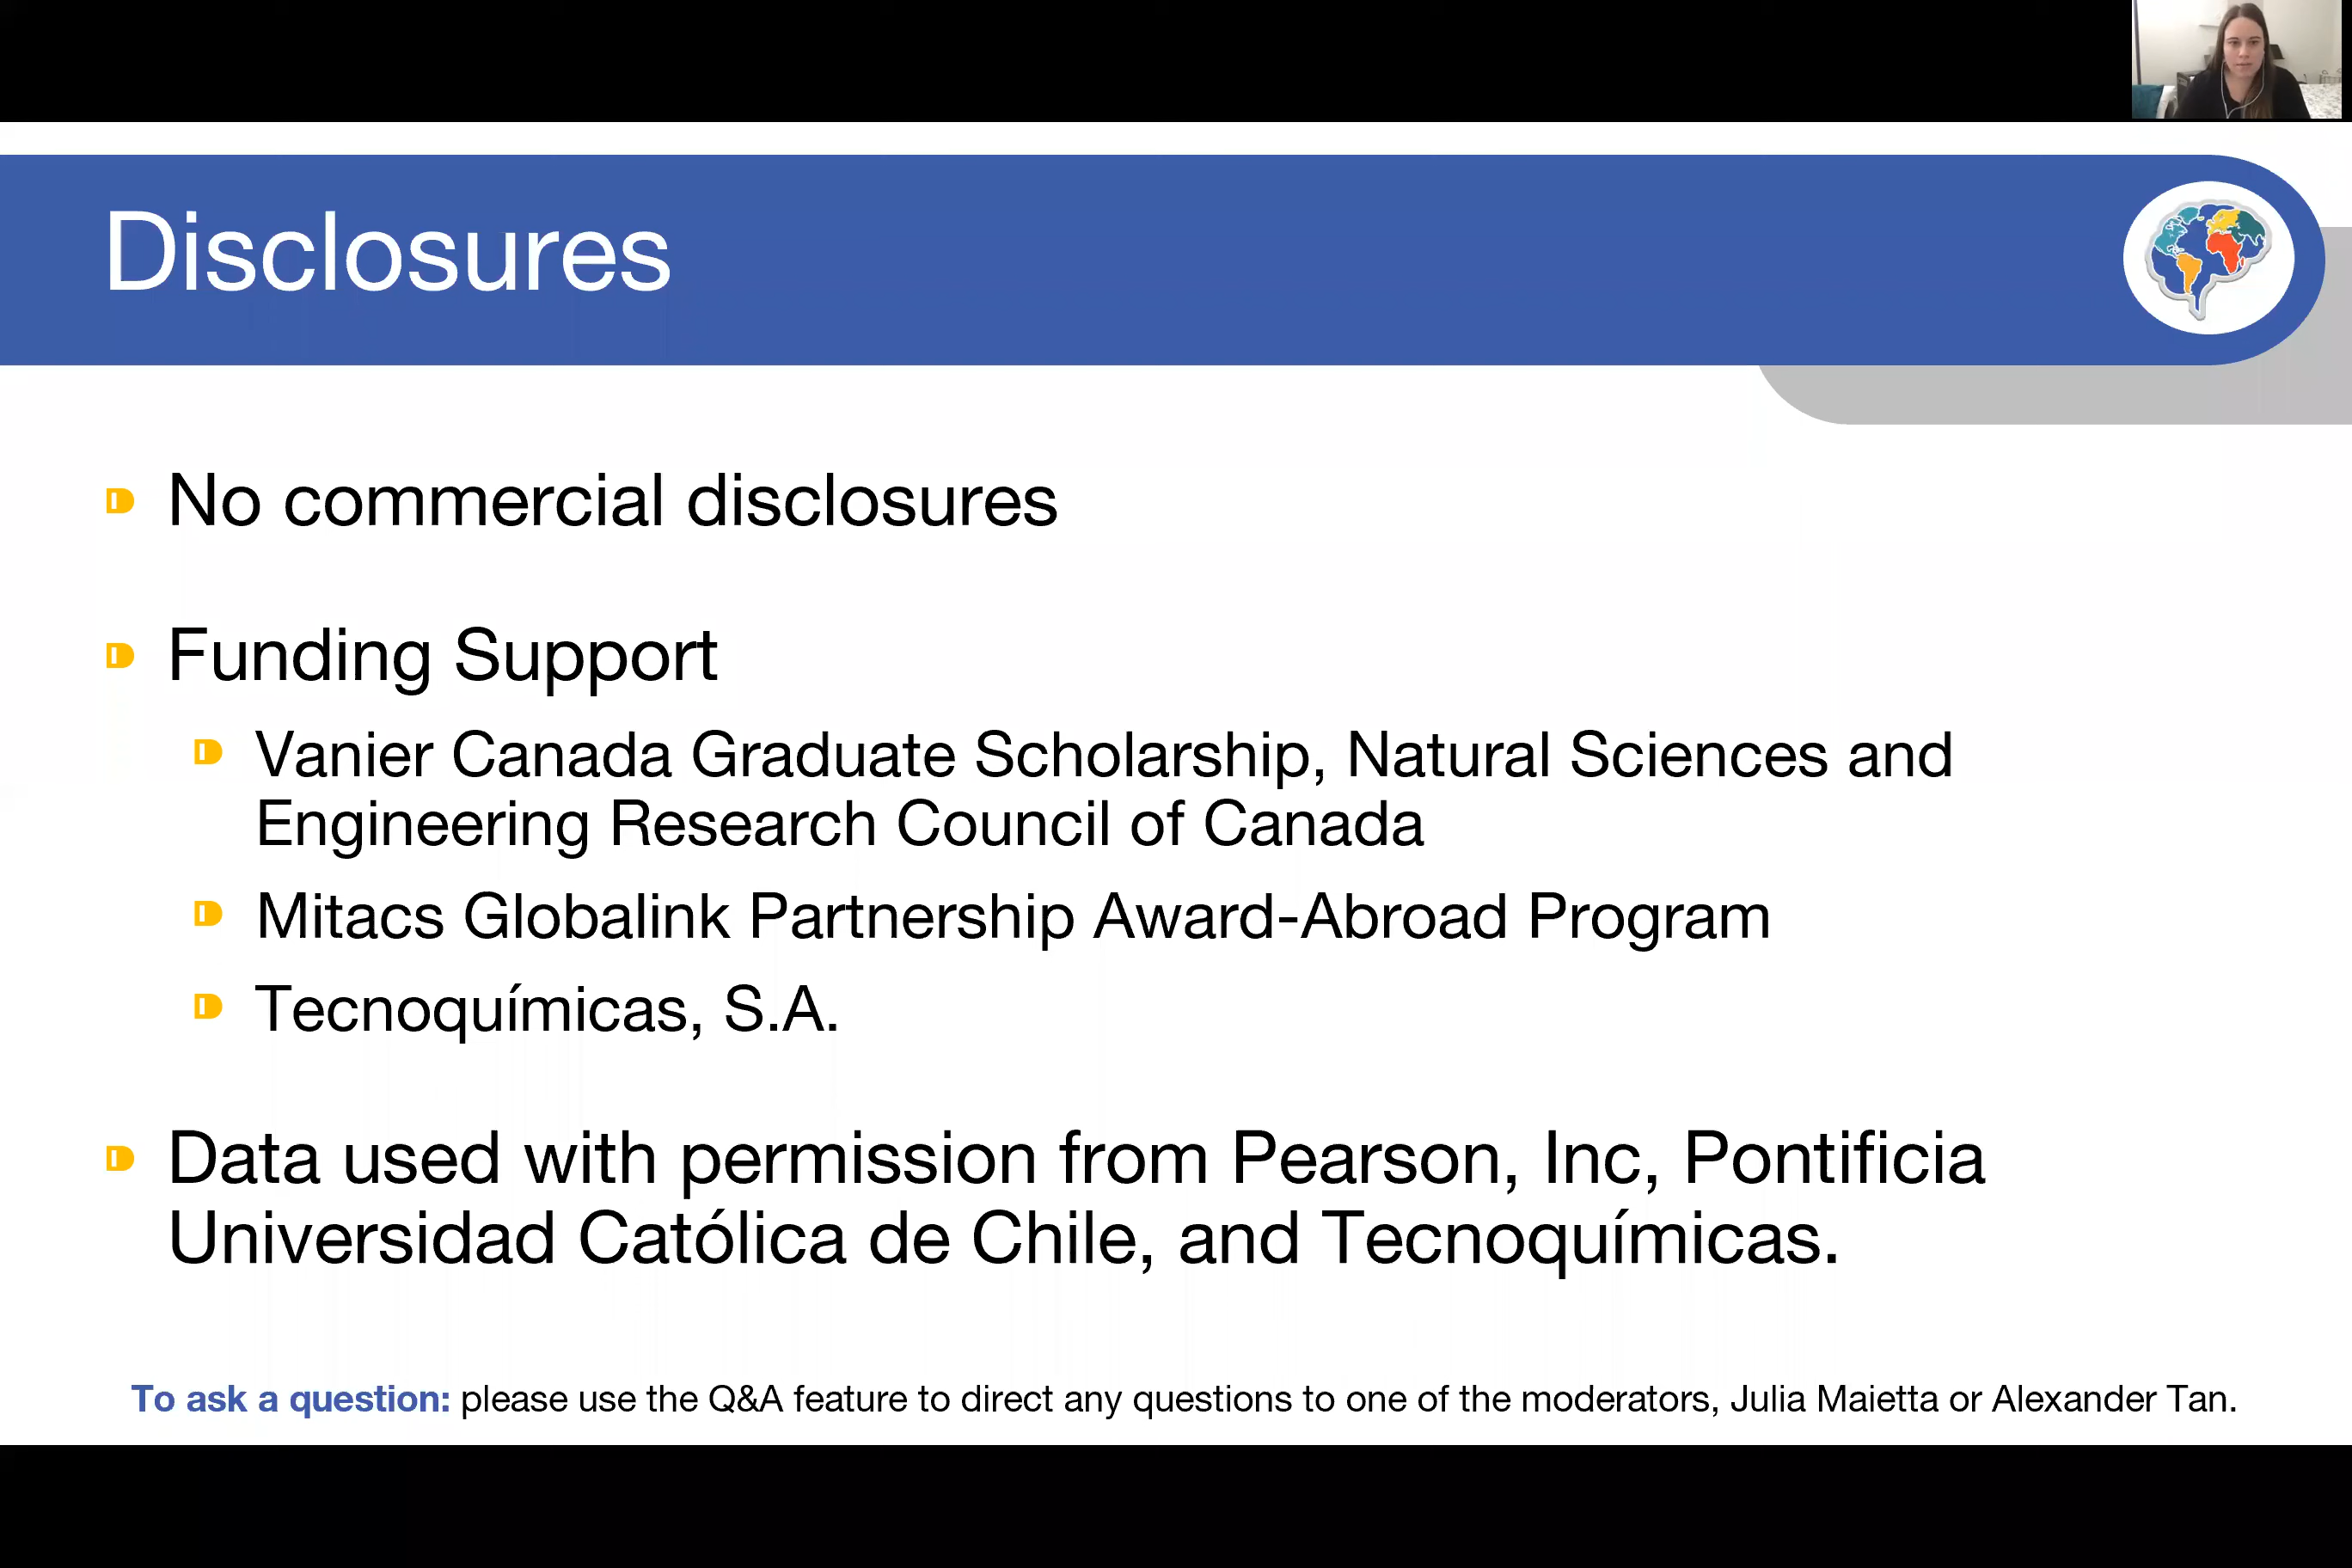 Disclosures
No commercial disclosures
Funding Support
Vanier Canada Graduate Scholarship, Natural Sciences and
Engineering Research Council of Canada
Mitacs Globalink Partnership Award-Abroad Program
Tecnoquímicas, S.A.
Data used with permission from Pearson, Inc, Pontificia
Universidad Católica de Chile, and Tecnoquímicas.
To ask a question: please use the Q&A feature to direct any questions to one of the moderators, Julia Maietta or Alexander Tan.